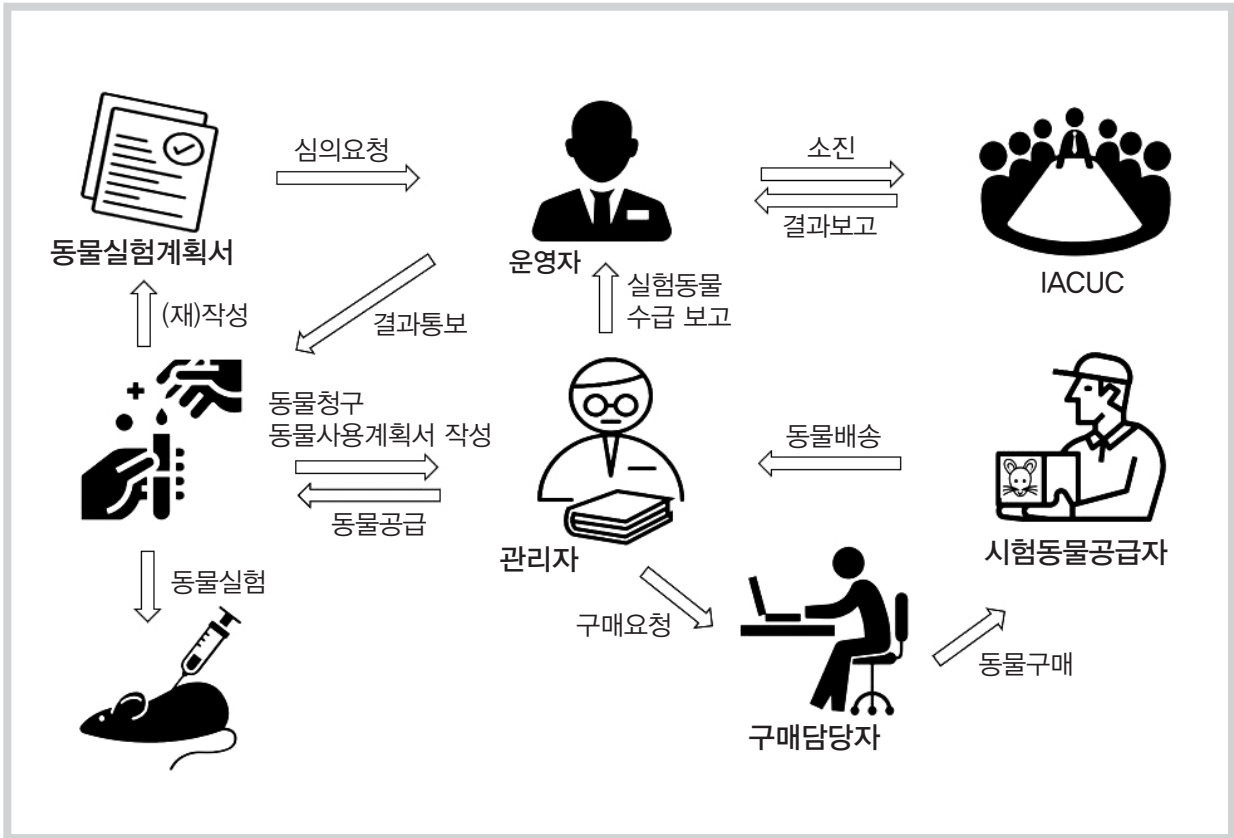 심의요청
소진
동물실험계획서
운영자
결과보고
IACUC
(재)작성
결과통보
실험동물
수급 보고
동물청구
동물사용계획서 작성
동물배송
동물공급
관리자
시험동물공급자
동물실험
구매요청
동물구매
구매담당자